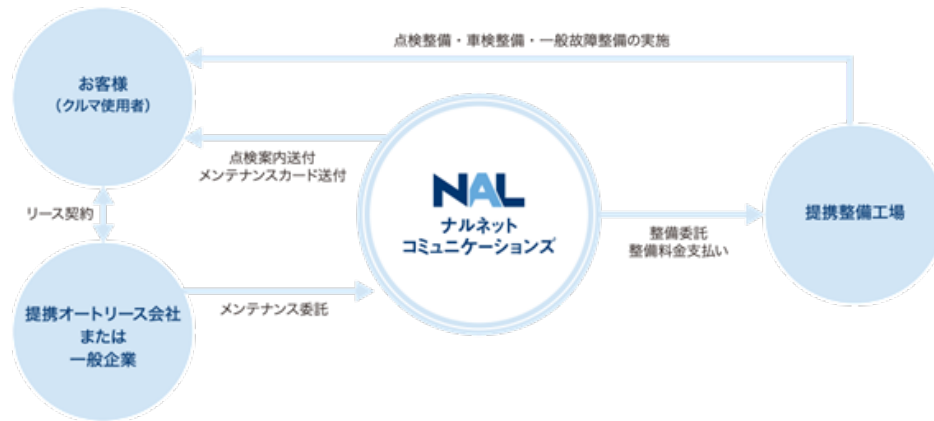 点検整備・車検整備・一般故障整備の実施
お客様
(クルマ使用者)
点検案内送付
メンテナンスカード送付
NAL
ナルネット
コミュニケーションズ
リース契約
整備委託
整備料金支払い
提携整備工場
提携オートリース会社
または
一般企業
メンテナンス委託